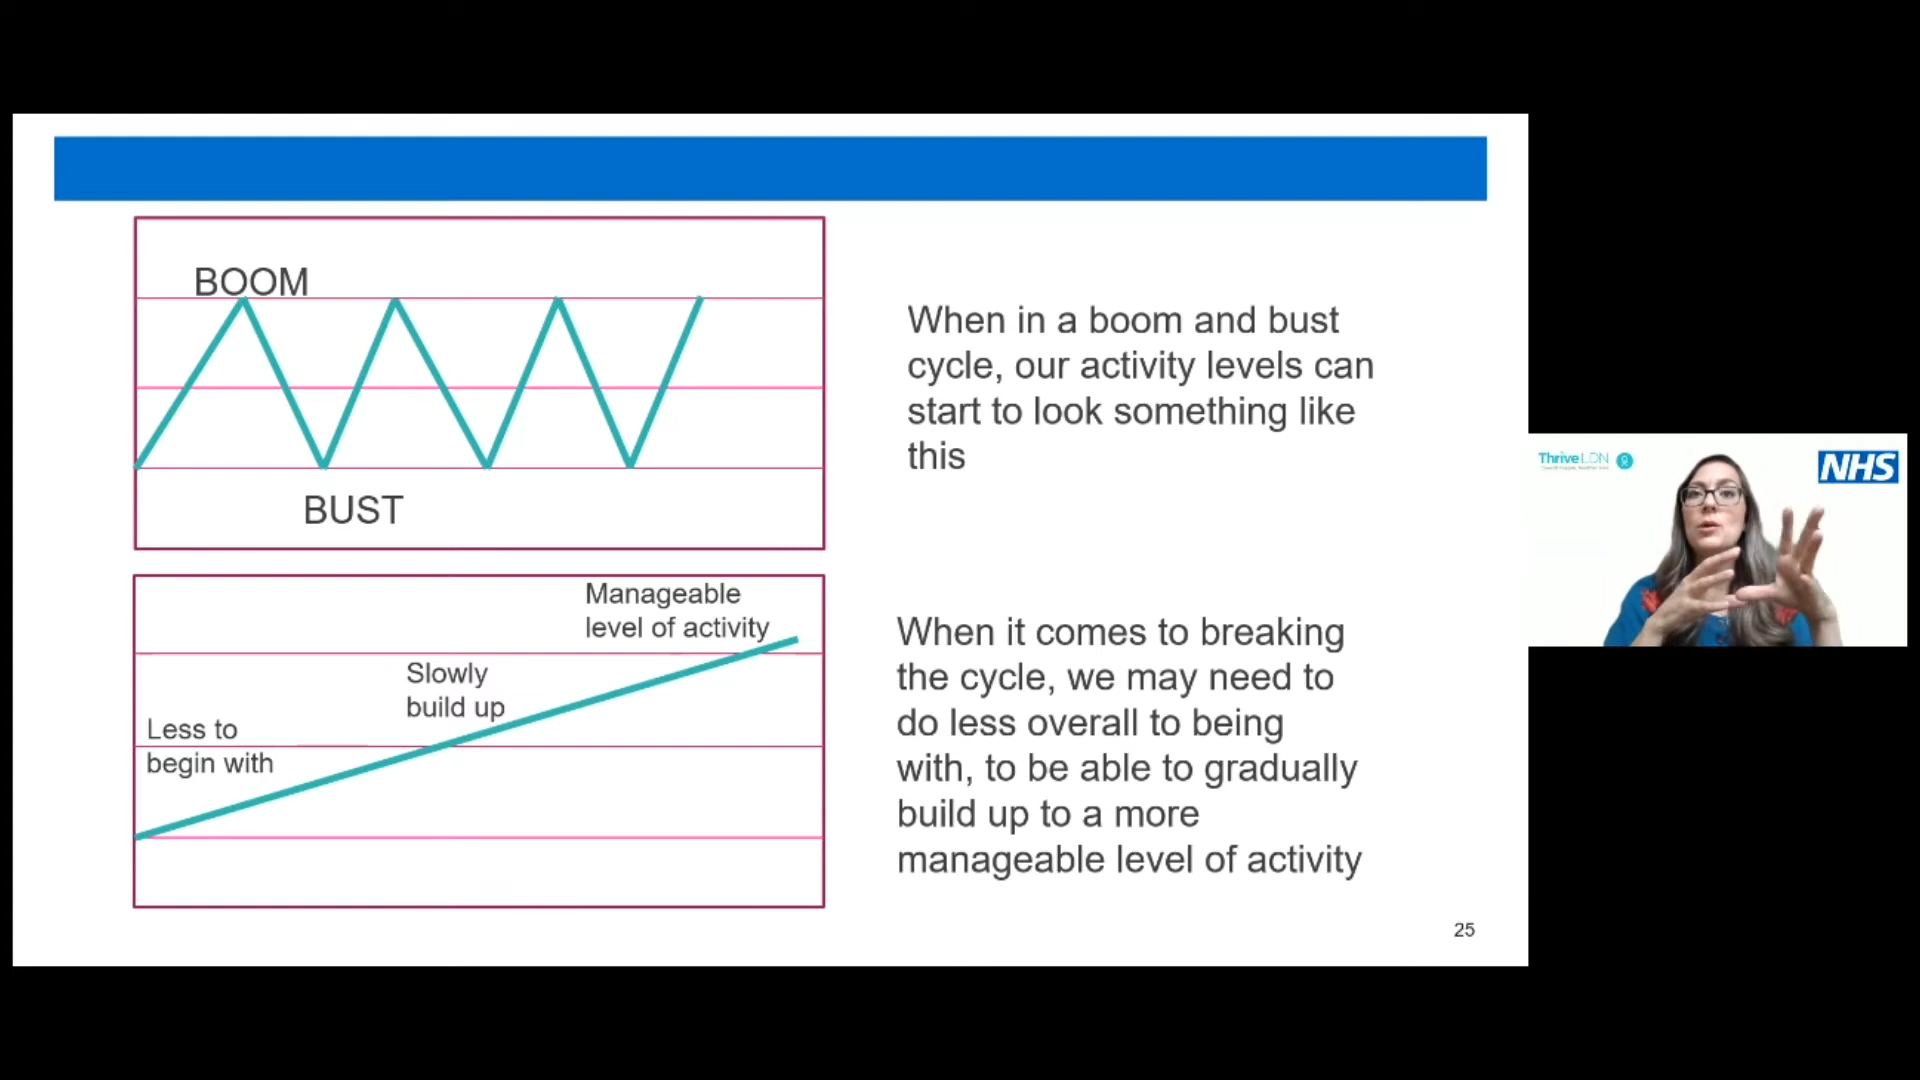 BOOM
BUST
When in a boom and bust
cycle, our activity levels can
start to look something like
this
Manageable
level of activity
Slowly
build up
Less to
begin with
When it comes to breaking
the cycle, we may need to
do less overall to being
with, to be able to gradually
build up to a more
manageable level of activity
25
Thrive LDN
NHS